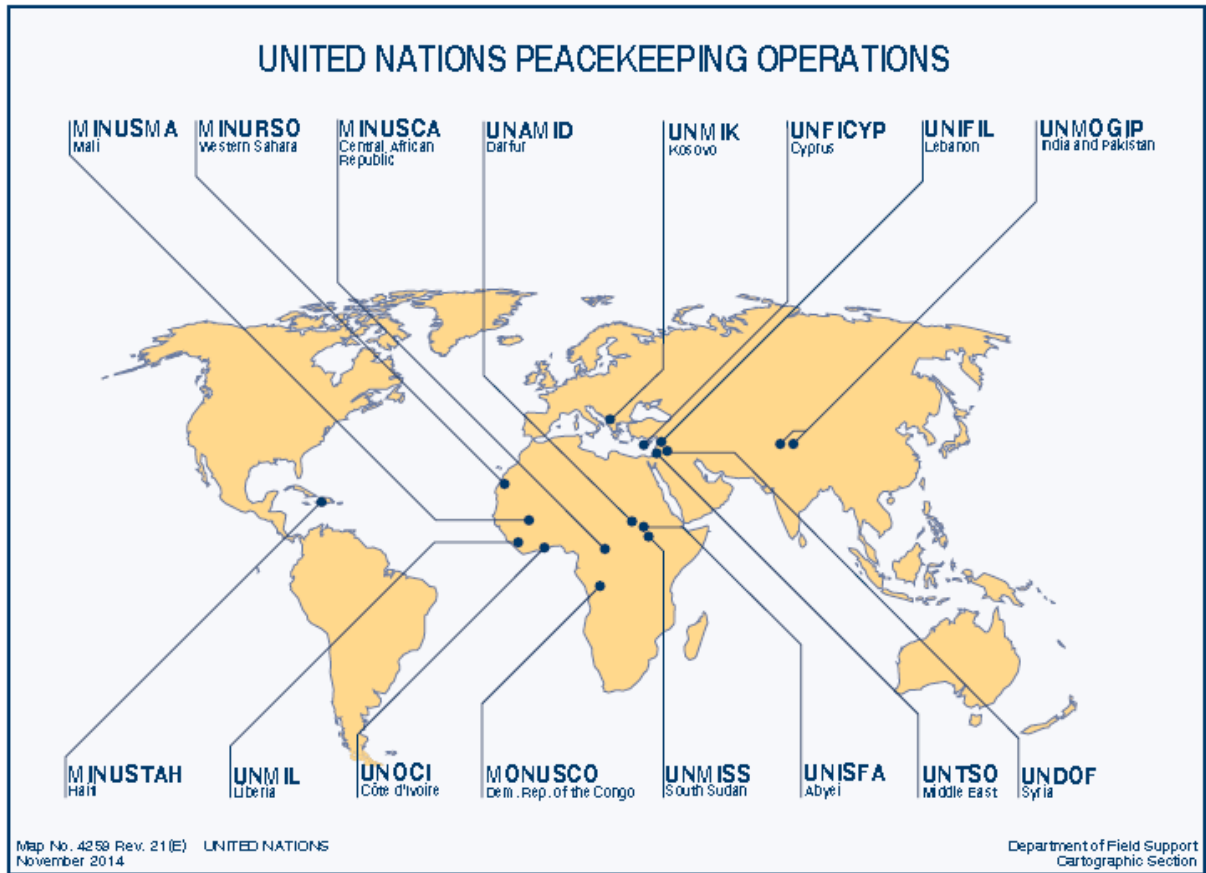 UNITED NATIONS PEACEKEEPING OPERATIONS
MINUSMA
Mali
MINURSO
Western Sahara
MINUSCA
Central African
Republic
UNAMID
Darfur
UNMIK
Kosovo
UNFICYP
Cyprus
UNIFIL
Lebanon
UNMOGIP
India and Pakistan
MINUSTAH
Haiti
UNMIL
Liberia
UNOCI
Côte d'Ivoire
MONUSCO
Dem. Rep. of the Congo
UNMISS
South Sudan
UNISFA
Abyei
UNTSO
Middle East
UNDOF
Syria
Map No. 4259 Rev. 21(E) UNITED NATIONS
November 2014
Department of Field Support
Cartographic Section